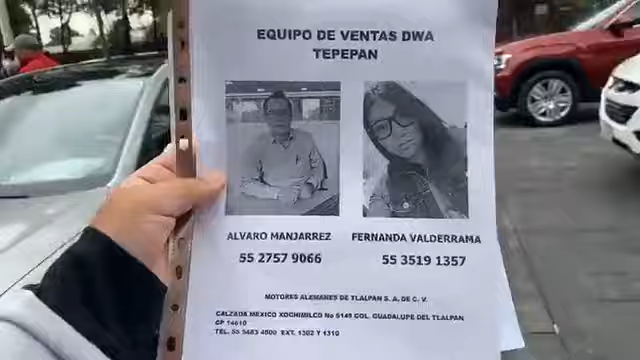 EQUIPO DE VENTAS DWA
TEPEPAN
ALVARO MANJARREZ
FERNANDA VALDERRAMA
55 2757 9066
55 3519 1357
MOTORES ALEMANES DE TLALPAN S.A. DE C. V.
CALZADA MEXICO XOCHIMILCO No 5149 COL. GUADALUPE DEL TLALPAN
CP 14610
TEL. 55 5483 4800 EXT. 1302 Y 1310